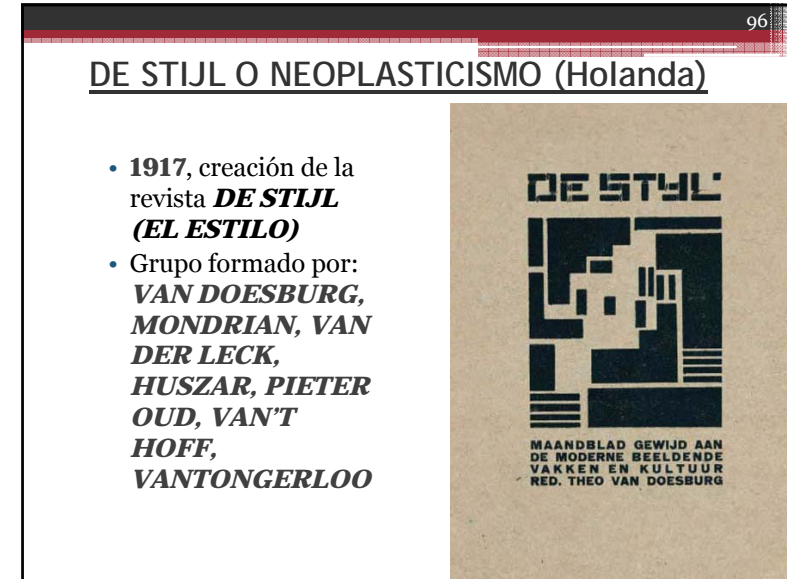 96
DE STIJL O NEOPLASTICISMO (Holanda)
• 1917, creación de la
revista DE STIJL
(EL ESTILO)
• Grupo formado por:
VAN DOESBURG,
MONDRIAN, VAN
DER LECK,
HUSZAR, PIETER
OUD, VAN'T
HOFF,
VANTONGERLOO
DE STYL
MAANDBLAD GEWIJD AAN
DE MODERNE BEELDENDE
VAKKEN EN KULTUUR
RED. THEO VAN DOESBURG